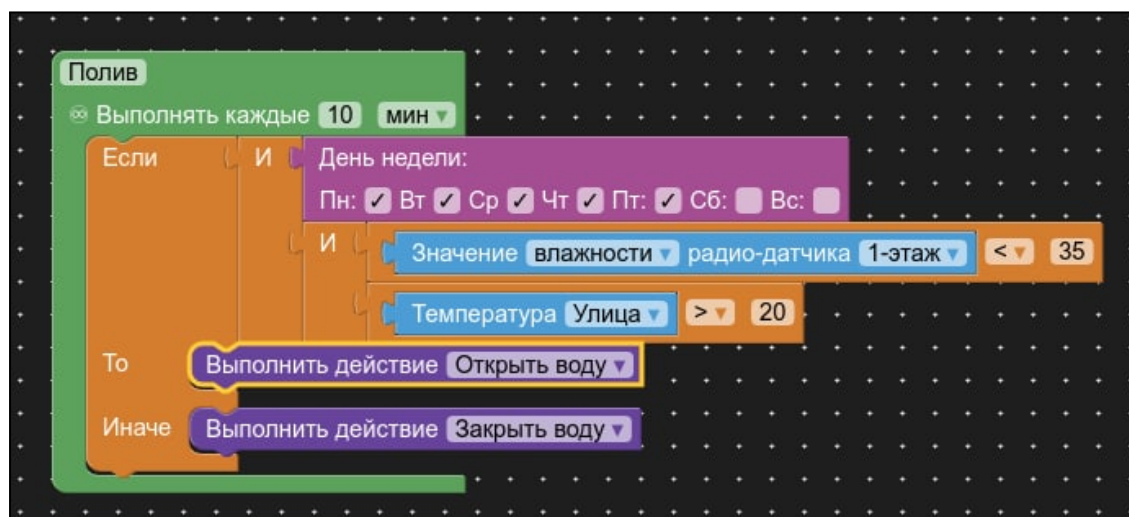 Полив
Выполнять каждые 10 мин
Если И День недели:
Пн: Вт Ср Чт Пт: Сб: Вс:
И Значение влажности радио-датчика 1-этаж < 35
Температура Улица > 20
То Выполнить действие Открыть воду
Иначе Выполнить действие Закрыть воду